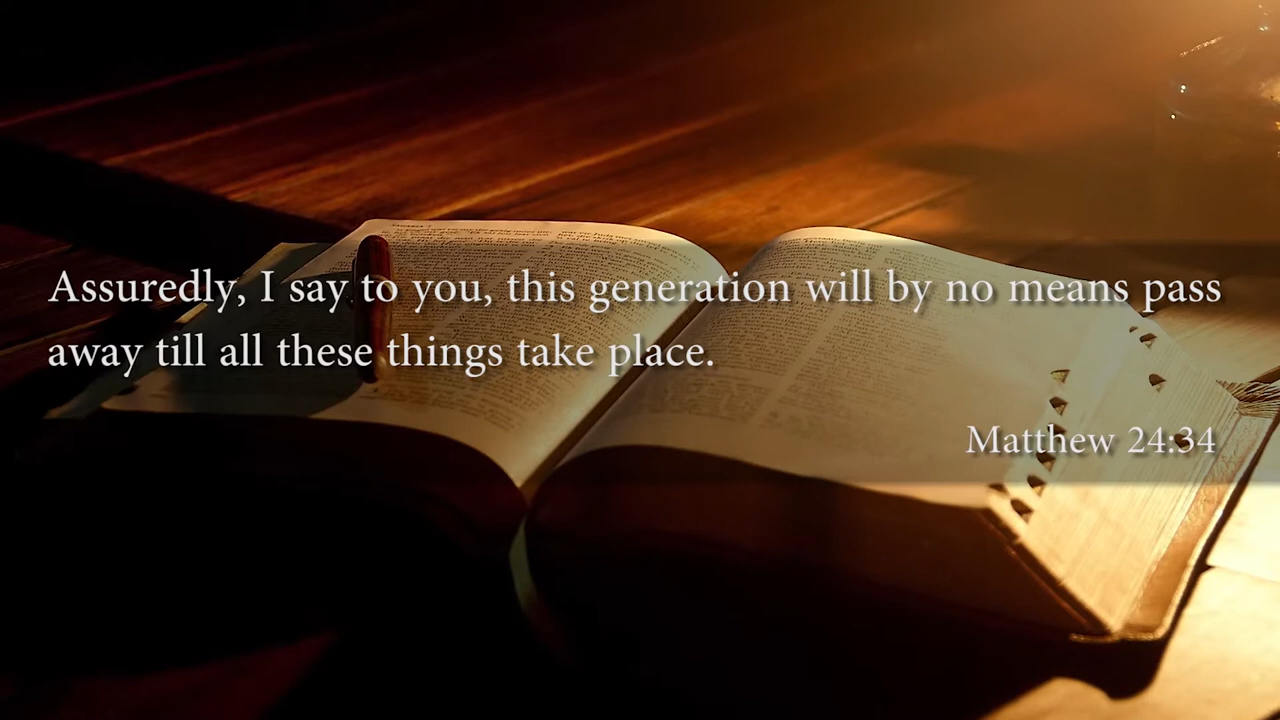 Assuredly, I say to you, this generation will by no means pass
away till all these things take place.
Matthew 24:34